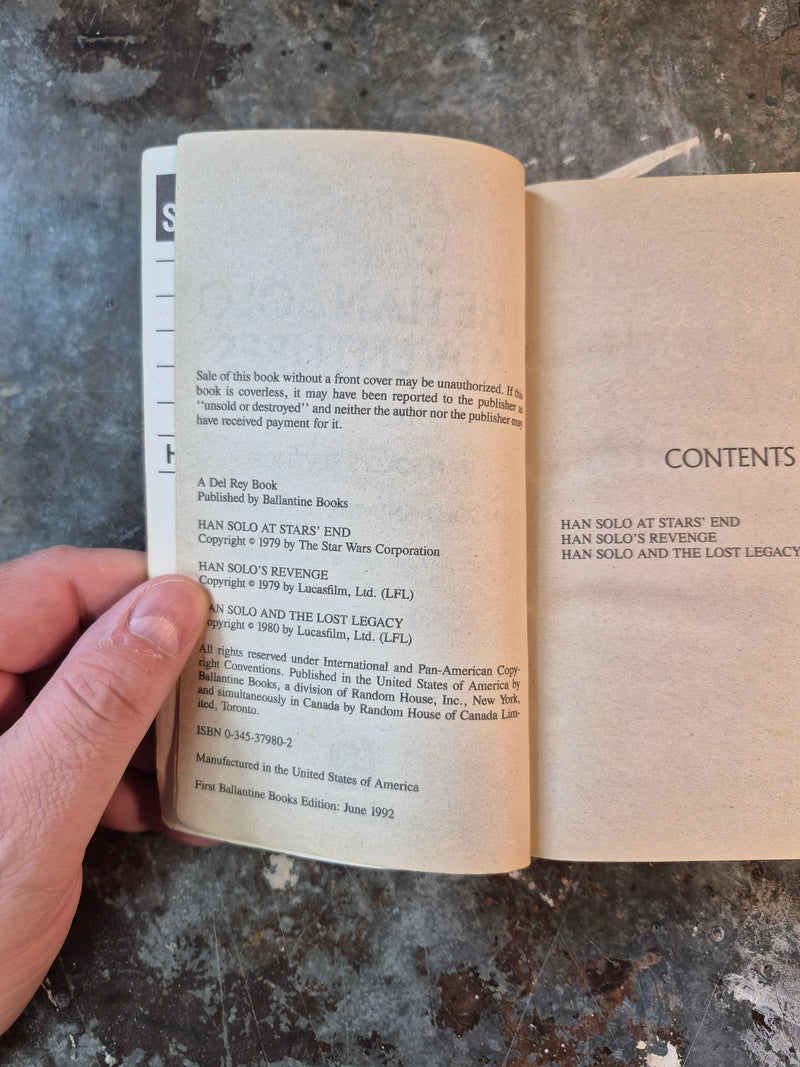 S
H
Sale of this book without a front cover may be unauthorized. If this
book is coverless, it may have been reported to the publisher as
‘‘unsold or destroyed’’ and neither the author nor the publisher may
have received payment for it.
A Del Rey Book
Published by Ballantine Books
HAN SOLO AT STARS’ END
Copyright © 1979 by The Star Wars Corporation
HAN SOLO’S REVENGE
Copyright © 1979 by Lucasfilm, Ltd. (LFL)
HAN SOLO AND THE LOST LEGACY
Copyright © 1980 by Lucasfilm, Ltd. (LFL)
All rights reserved under International and Pan-American Copy-
right Conventions. Published in the United States of America by
Ballantine Books, a division of Random House, Inc., New York,
and simultaneously in Canada by Random House of Canada Lim-
ited, Toronto.
ISBN 0-345-37980-2
Manufactured in the United States of America
First Ballantine Books Edition: June 1992
CONTENTS
HAN SOLO AT STARS’ END
HAN SOLO’S REVENGE
HAN SOLO AND THE LOST LEGACY